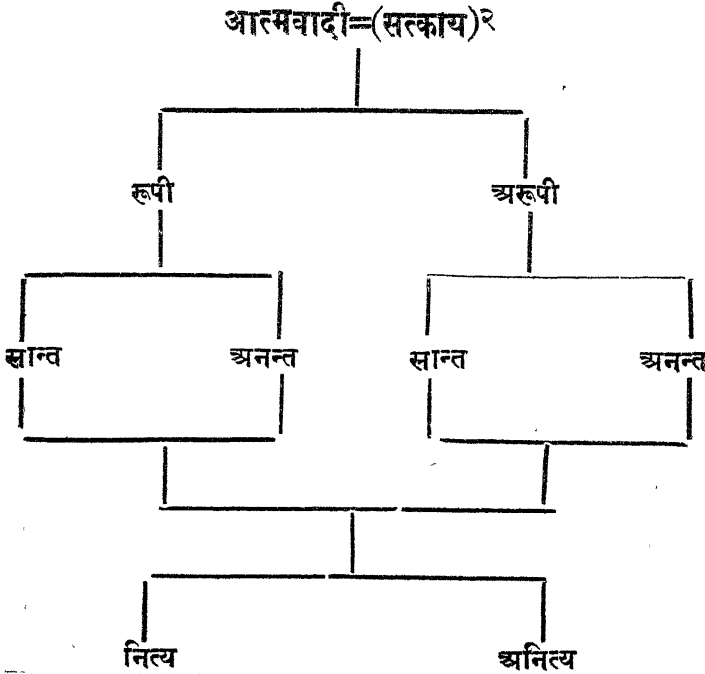 आत्मवादी=(सत्काय)२
रूपी अरूपी
सान्त अनन्त सान्त अनन्त
नित्य अनित्य